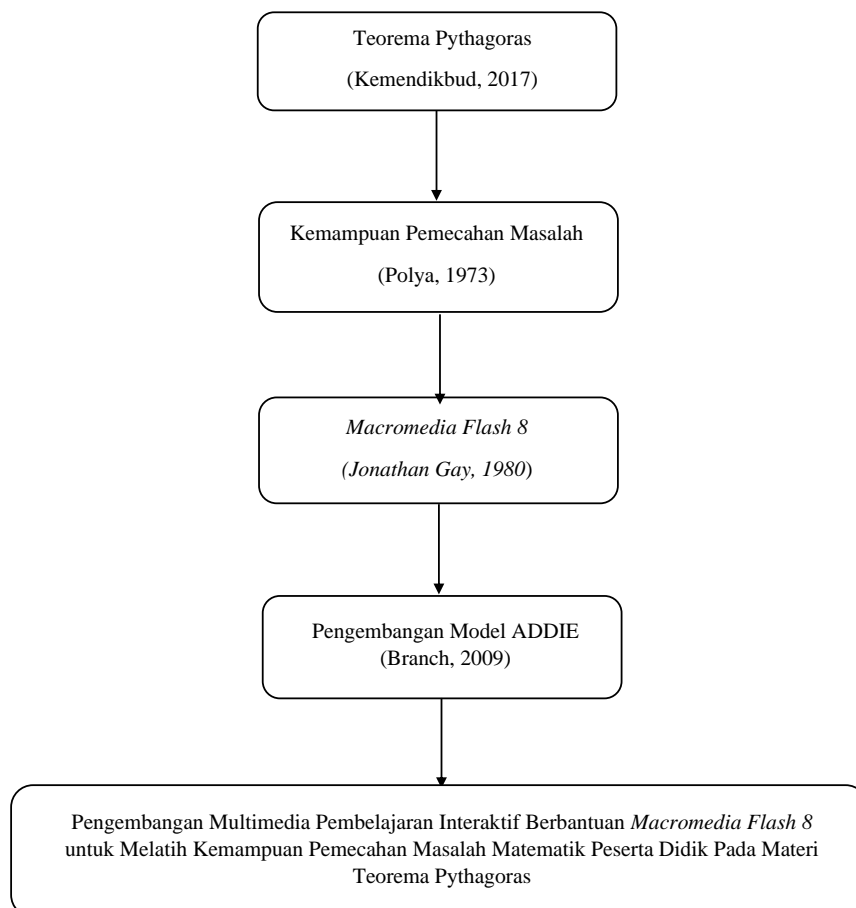 Teorema Pythagoras
(Kemendikbud, 2017)
Kemampuan Pemecahan Masalah
(Polya, 1973)
Macromedia Flash 8
(Jonathan Gay, 1980)
Pengembangan Model ADDIE
(Branch, 2009)
Pengembangan Multimedia Pembelajaran Interaktif Berbantuan Macromedia Flash 8
untuk Melatih Kemampuan Pemecahan Masalah Matematik Peserta Didik Pada Materi
Teorema Pythagoras